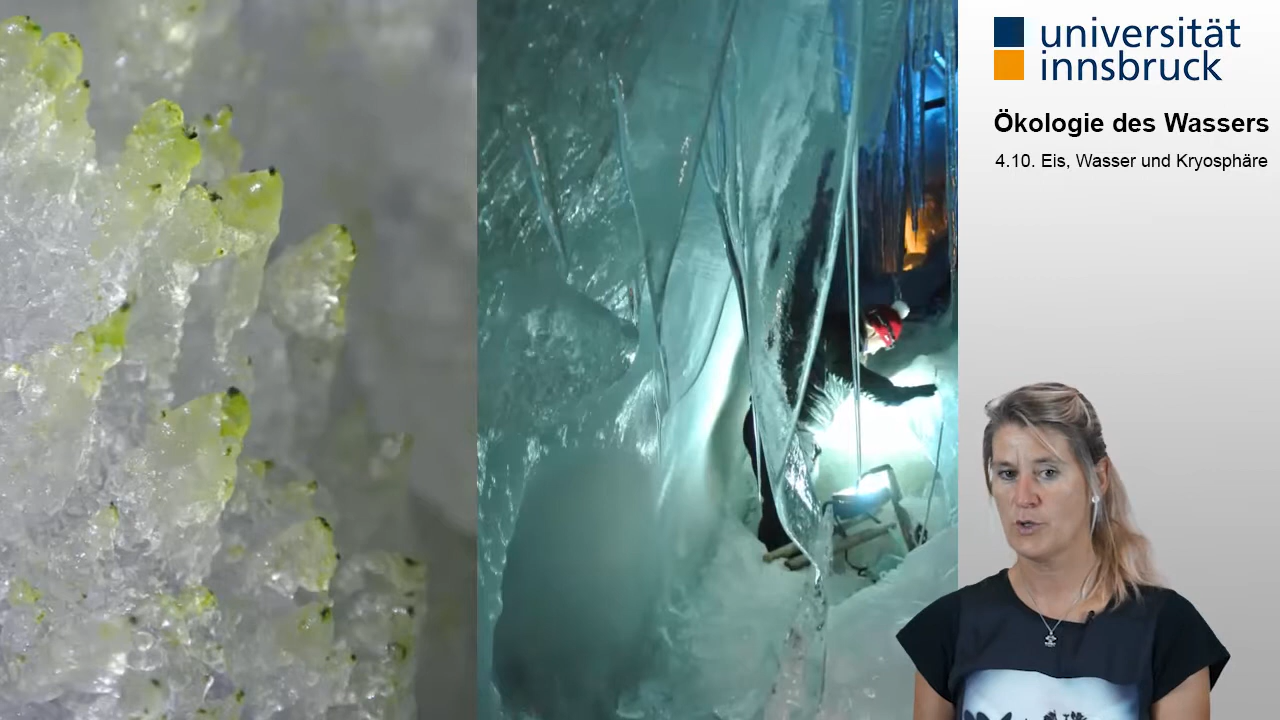 universität
innsbruck
Ökologie des Wassers
4.10. Eis, Wasser und Kryosphäre